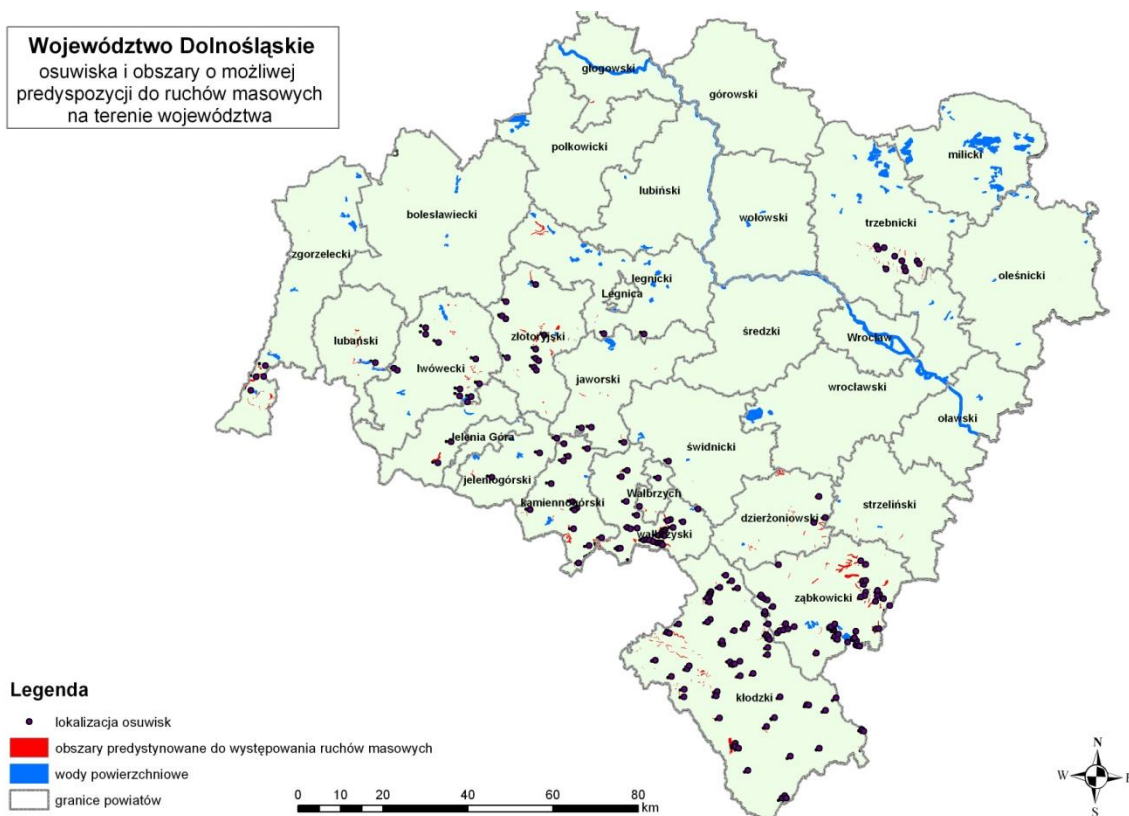 Województwo Dolnośląskie
osuwiska i obszary o możliwej
predyspozycji do ruchów masowych
na terenie województwa
głogowski
górowski
polkowicki
milicki
lubiński
wołowski
bolesławiecki
trzebnicki
zgorzelecki
legnicki
oleśnicki
Legnica
lubański
złotoryjski
średzki
Wrocław
lwówecki
jaworski
wrocławski
oławski
Jelenia Góra
świdnicki
jeleniogórski
Wałbrzych
kamiennogórski
dzierżoniowski
strzeliński
wałbrzyski
ząbkowicki
kłodzki
Legenda
lokalizacja osuwisk
obszary predystynowane do występowania ruchów masowych
wody powierzchniowe
granice powiatów
0 10 20 40 60 80
km
N
W E
S